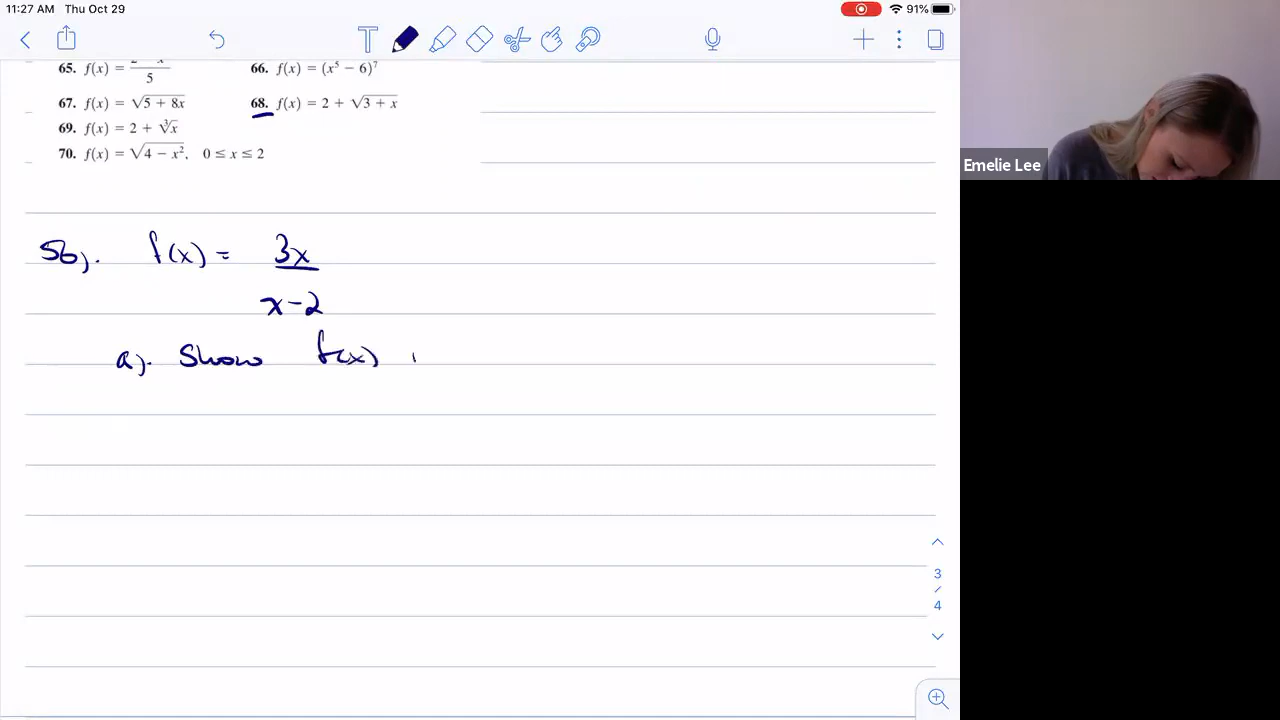 11:27 AM Thu Oct 29
91%
65. f(x) = / 5
66. f(x) = (x⁵ − 6)⁷
67. f(x) = √(5 + 8x)
68. f(x) = 2 + √(3 + x)
69. f(x) = 2 + ∛x
70. f(x) = √(4 − x²), 0 ≤ x ≤ 2
Emelie Lee
56). f(x) = 3x
x-2
a). Show f(x)
3
/
4